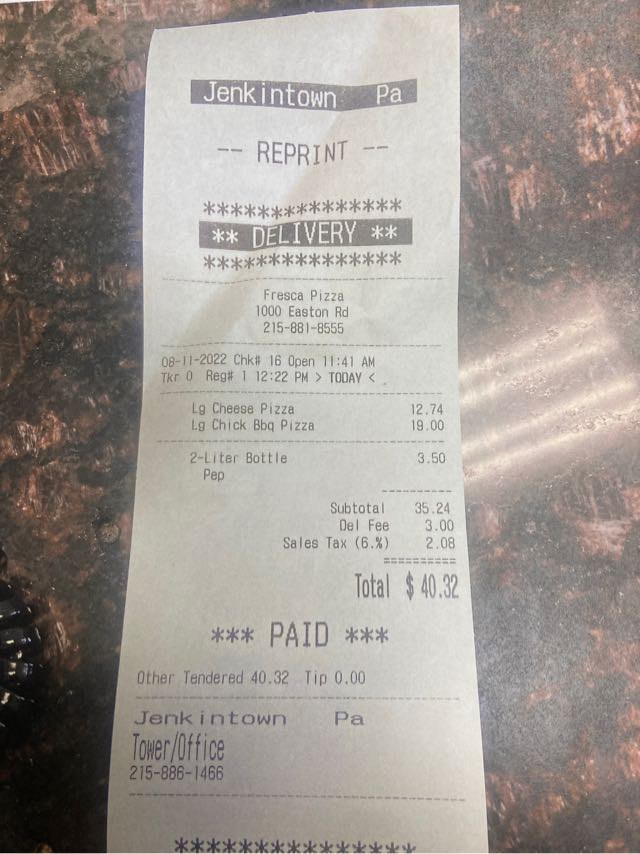 Jenkintown Pa
-- REPRINT --
***************
** DELIVERY **
***************
Fresca Pizza
1000 Easton Rd
215-881-8555
08-11-2022 Chk# 16 Open 11:41 AM
Tkr 0 Reg# 1 12:22 PM > TODAY <
Lg Cheese Pizza 12.74
Lg Chick Bbq Pizza 19.00
2-Liter Bottle 3.50
Pep
----------
Subtotal 35.24
Del Fee 3.00
Sales Tax (6.%) 2.08
==========
Total $ 40.32
*** PAID ***
Other Tendered 40.32 Tip 0.00
Jenkintown Pa
Tower/Office
215-886-1466
***************